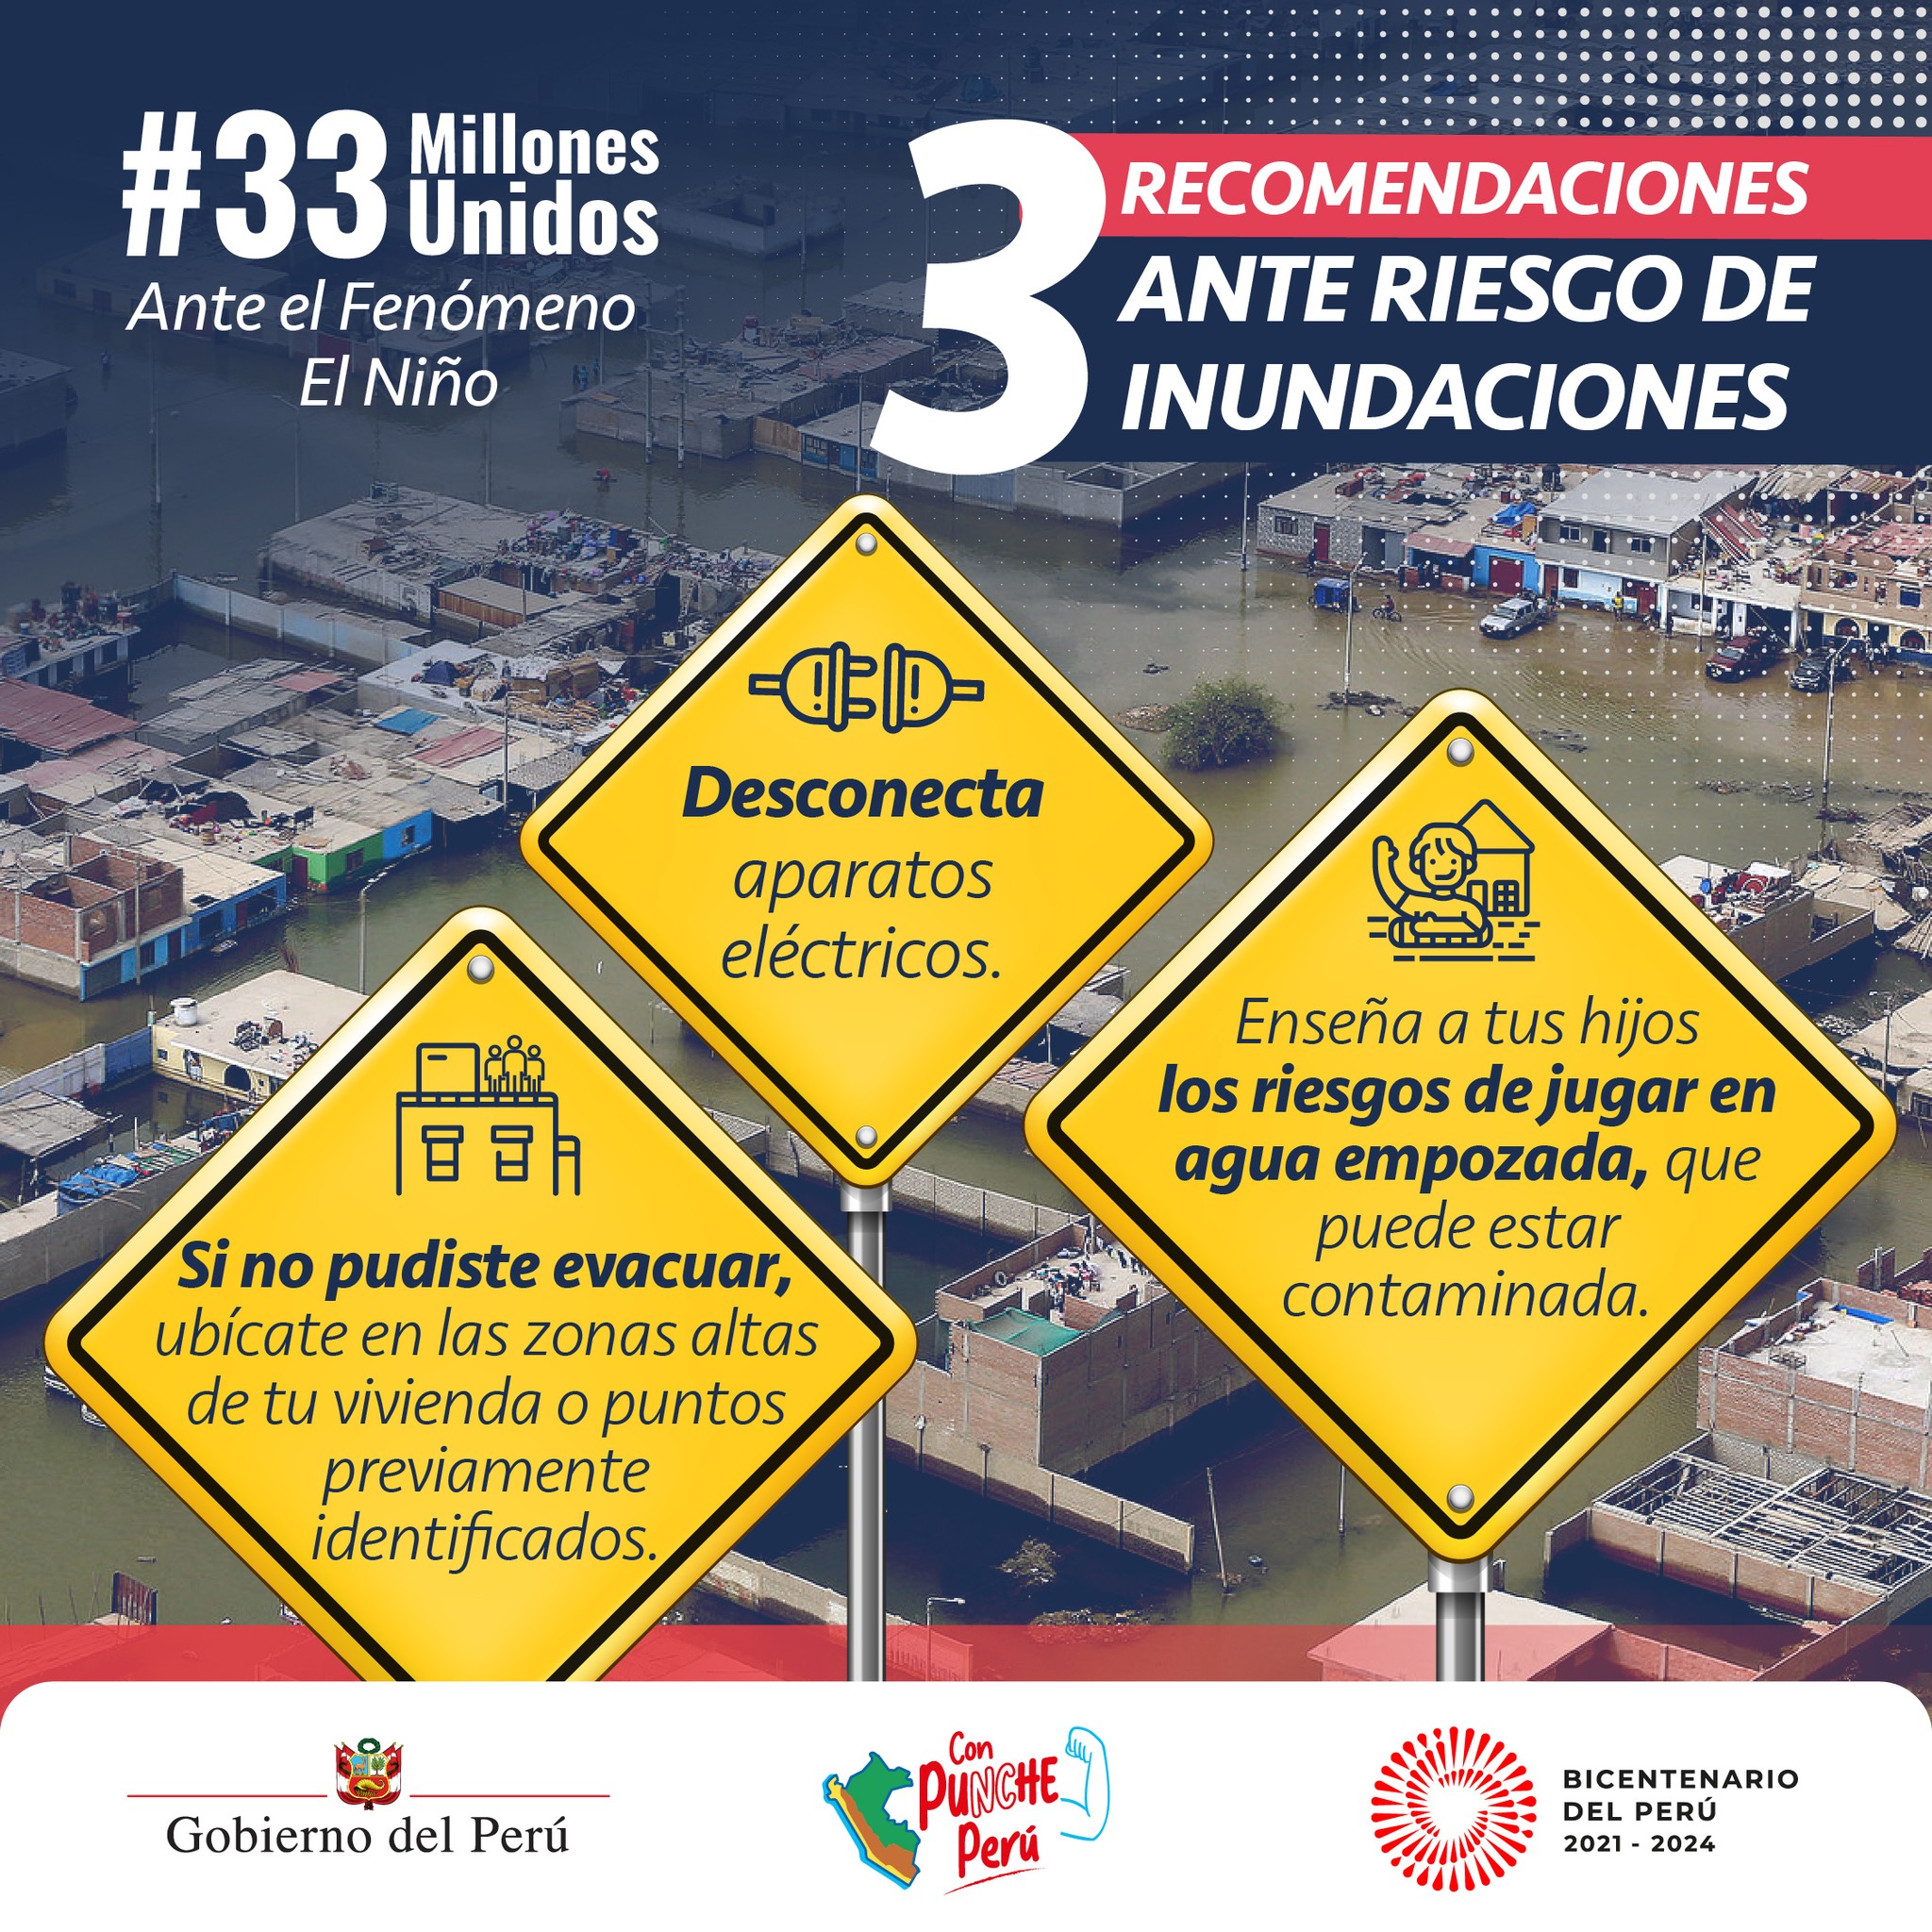 #33 Millones
Unidos
Ante el Fenómeno
El Niño
3 RECOMENDACIONES
ANTE RIESGO DE
INUNDACIONES
Desconecta
aparatos
eléctricos.
Enseña a tus hijos
los riesgos de jugar en
agua empozada, que
puede estar
contaminada.
Si no pudiste evacuar,
ubícate en las zonas altas
de tu vivienda o puntos
previamente
identificados.
Gobierno del Perú
Con
PUNCHE
Perú
BICENTENARIO
DEL PERÚ
2021 - 2024